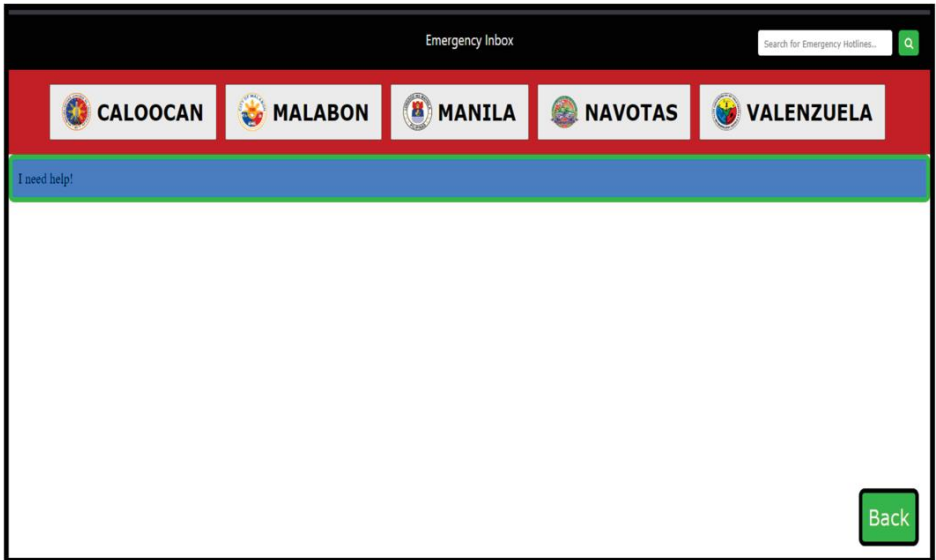 Emergency Inbox
Search for Emergency Hotlines...
CALOOCAN
MALABON
MANILA
NAVOTAS
VALENZUELA
I need help!
Back